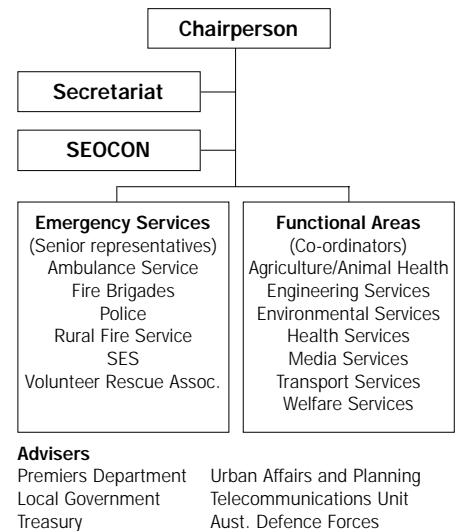 Chairperson
Secretariat
SEOCON
Emergency Services
(Senior representatives)
Ambulance Service
Fire Brigades
Police
Rural Fire Service
SES
Volunteer Rescue Assoc.
Functional Areas
(Co-ordinators)
Agriculture/Animal Health
Engineering Services
Environmental Services
Health Services
Media Services
Transport Services
Welfare Services
Advisers
Premiers Department
Local Government
Treasury
Urban Affairs and Planning
Telecommunications Unit
Aust. Defence Forces